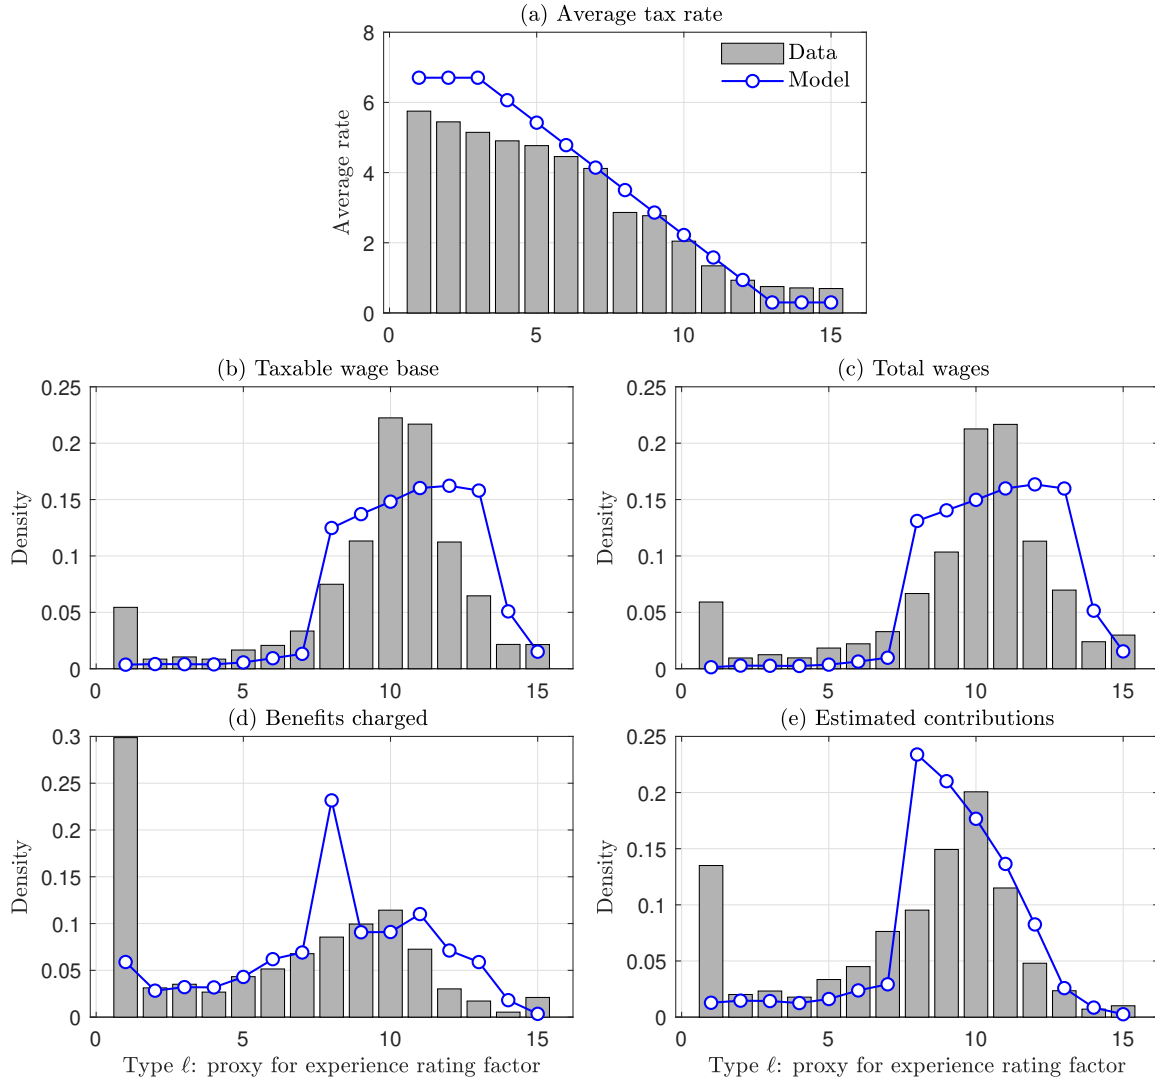 (a) Average tax rate
8
6
4
2
0
Average rate
Data
Model
0 5 10 15
(b) Taxable wage base
0.25
0.2
0.15
0.1
0.05
0
Density
0 5 10 15
(c) Total wages
0.25
0.2
0.15
0.1
0.05
0
Density
0 5 10 15
(d) Benefits charged
0.3
0.25
0.2
0.15
0.1
0.05
0
Density
0 5 10 15
Type ℓ: proxy for experience rating factor
(e) Estimated contributions
0.25
0.2
0.15
0.1
0.05
0
Density
0 5 10 15
Type ℓ: proxy for experience rating factor